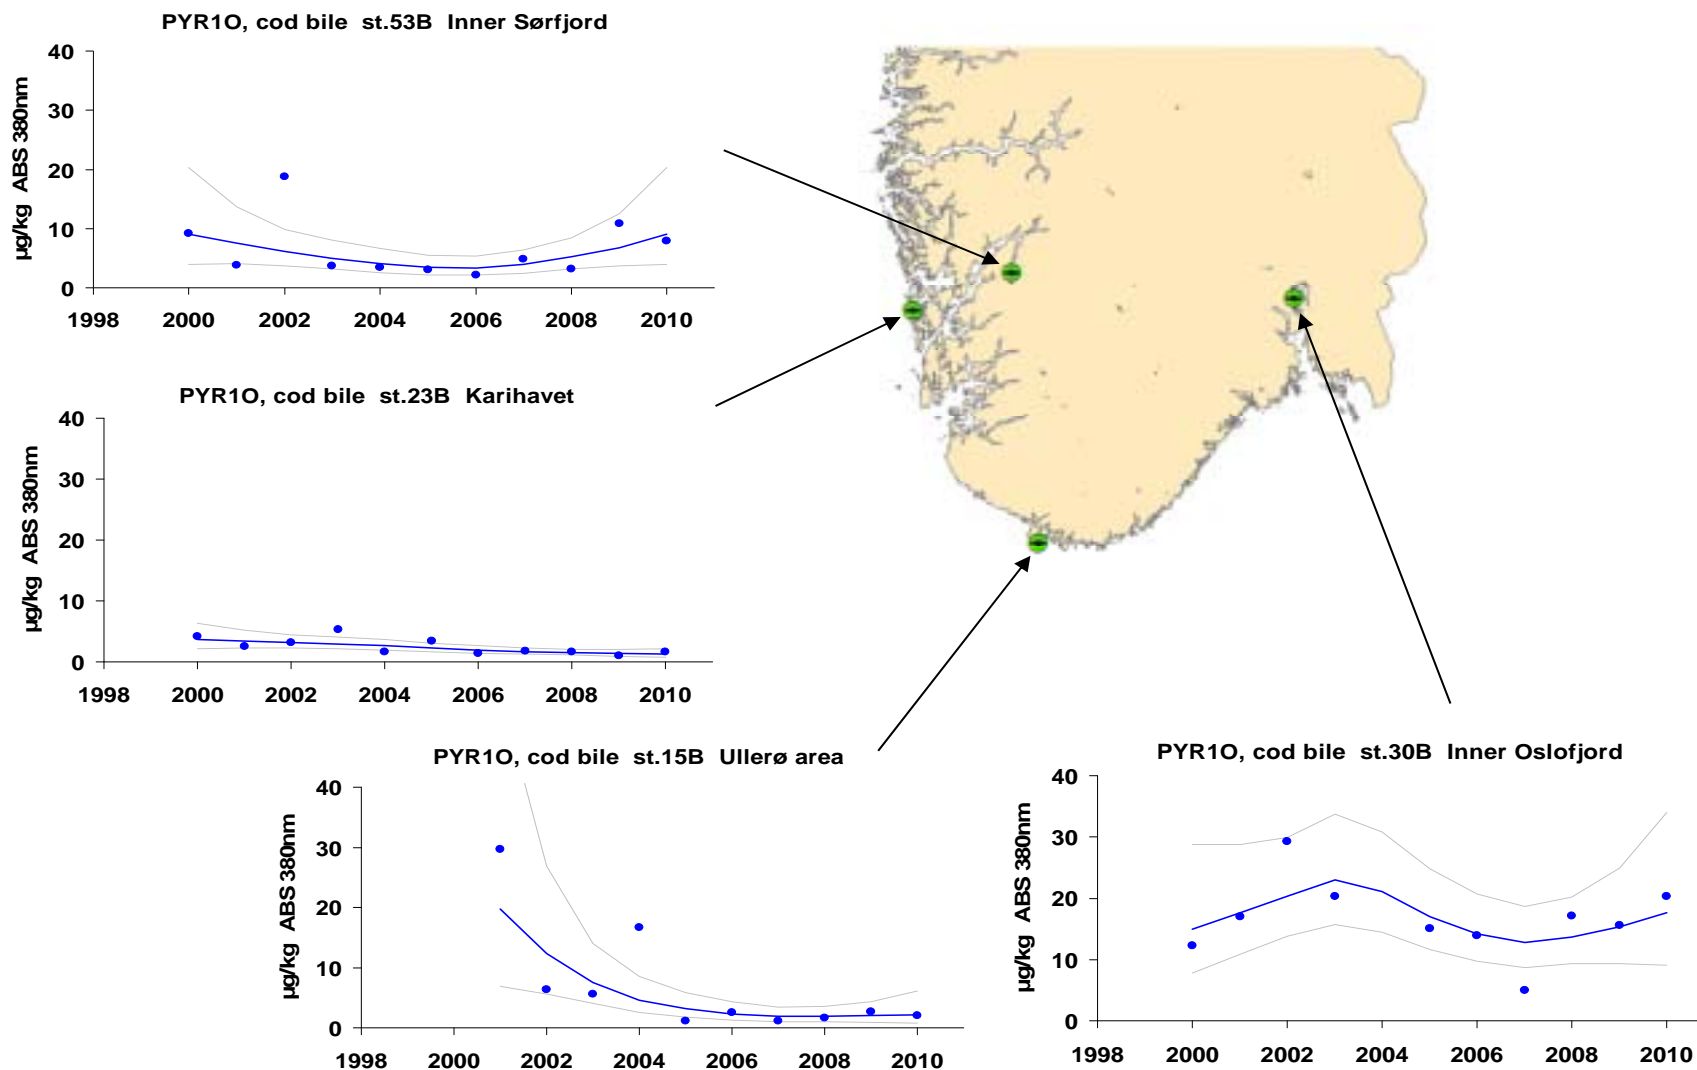 PYR1O, cod bile st.53B Inner Sørfjord
µg/kg ABS 380nm
40
30
20
10
0
1998 2000 2002 2004 2006 2008 2010
PYR1O, cod bile st.23B Karihavet
µg/kg ABS 380nm
40
30
20
10
0
1998 2000 2002 2004 2006 2008 2010
PYR1O, cod bile st.15B Ullerø area
µg/kg ABS 380nm
40
30
20
10
0
1998 2000 2002 2004 2006 2008 2010
PYR1O, cod bile st.30B Inner Oslofjord
µg/kg ABS 380nm
40
30
20
10
0
1998 2000 2002 2004 2006 2008 2010